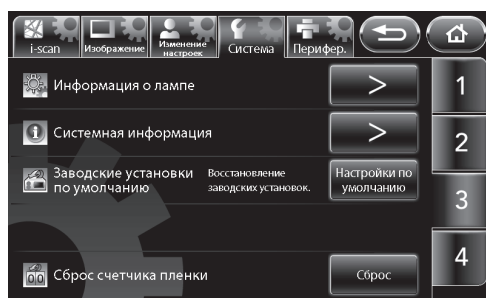 i-scan
Изображение
Изменение
настроек
Система
Перифер.
Информация о лампе
>
1
Системная информация
>
2
Заводские установки
по умолчанию
Восстановление
заводских установок.
Настройки по
умолчанию
3
Сброс счетчика пленки
Сброс
4